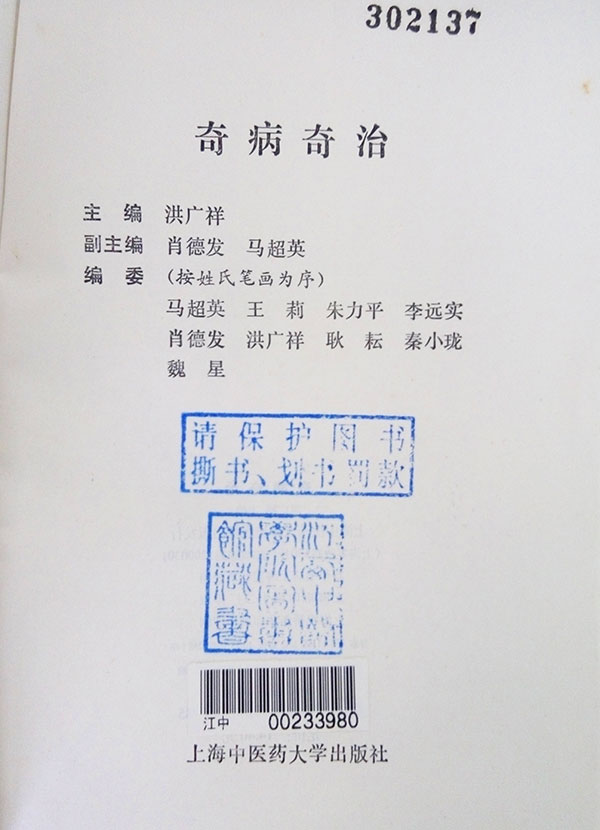 302137
奇病奇治
主 编 洪广祥
副主编 肖德发 马超英
编 委 (按姓氏笔画为序)
马超英 王 莉 朱力平 李远实
肖德发 洪广祥 耿 耘 秦小珑
魏 星
请保护图书
撕书、划书罚款
馆藏书
江中 00233980
上海中医药大学出版社